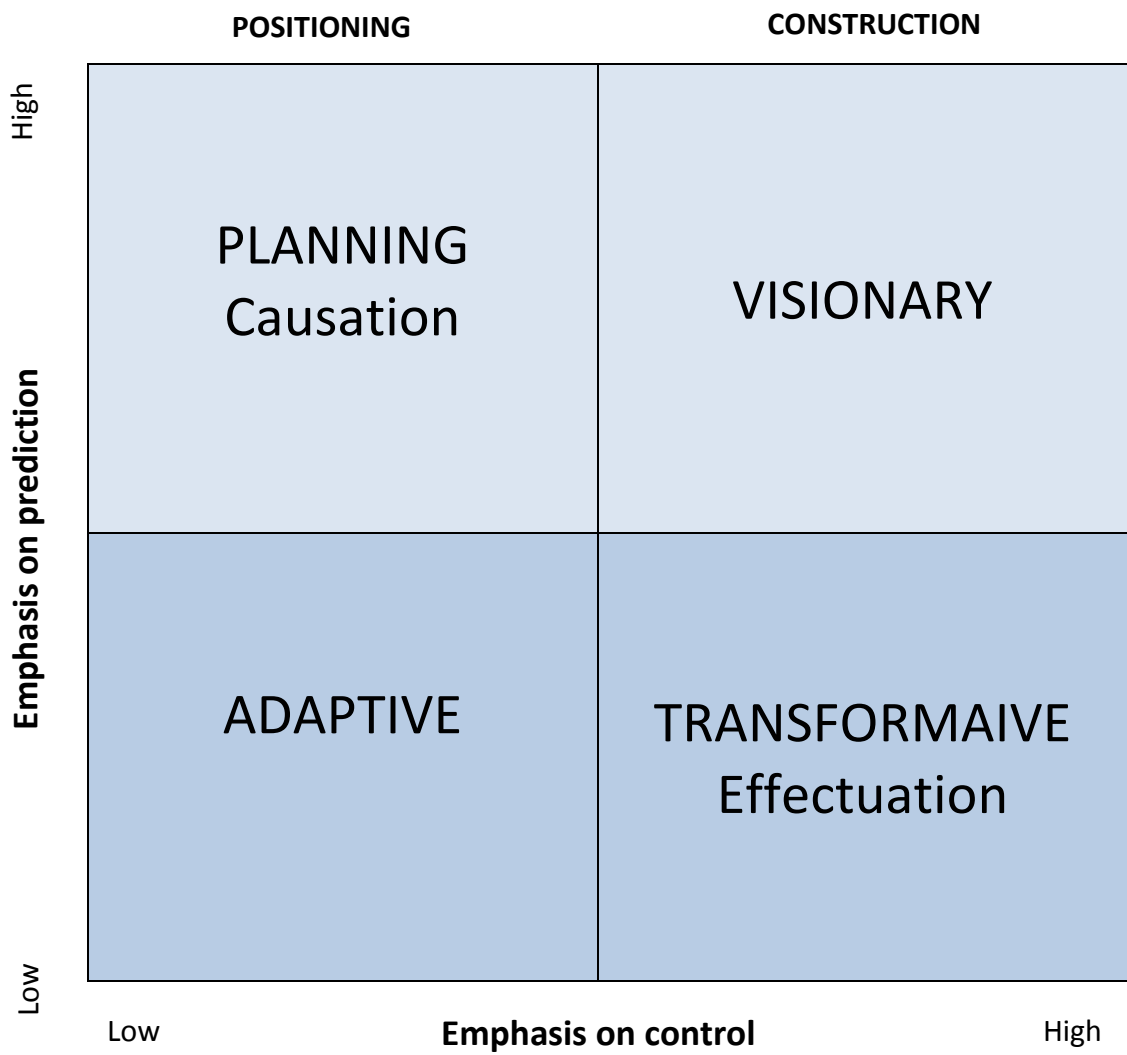 POSITIONING
CONSTRUCTION
High
PLANNING
Causation
VISIONARY
Emphasis on prediction
ADAPTIVE
TRANSFORMAIVE
Effectuation
Low
Low
Emphasis on control
High